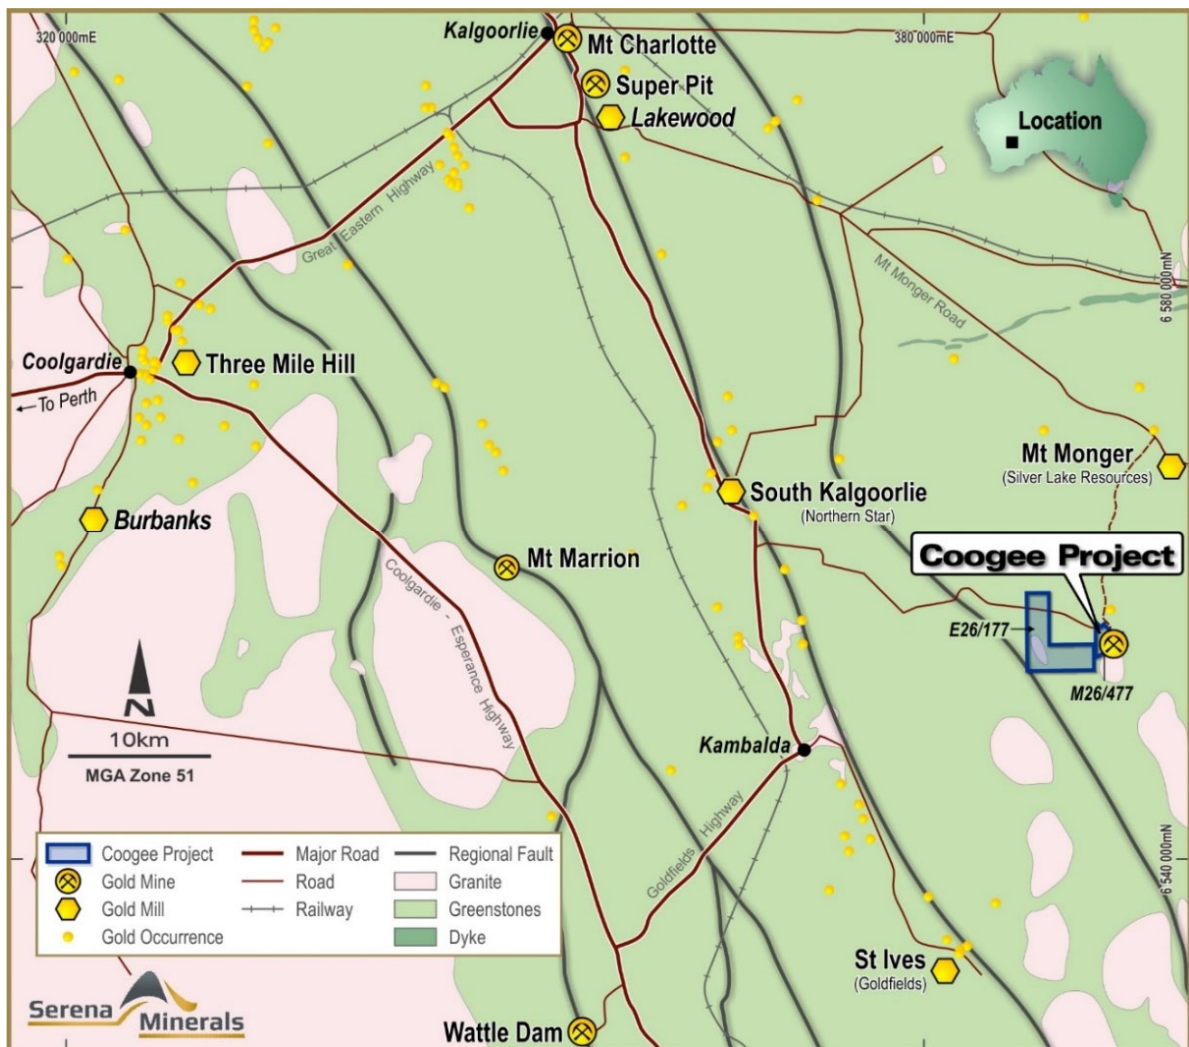 320 000mE
Kalgoorlie
380 000mE
Mt Charlotte
Super Pit
Lakewood
Location
Great Eastern Highway
Mt Monger Road
6 580 000mN
Coolgardie
Three Mile Hill
To Perth
Mt Monger
(Silver Lake Resources)
South Kalgoorlie
(Northern Star)
Burbanks
Mt Marrion
Coogee Project
E26/177
M26/477
Coolgardie - Esperance Highway
N
10km
MGA Zone 51
Kambalda
Goldfields Highway
6 540 000mN
Coogee Project
Major Road
Regional Fault
Gold Mine
Road
Granite
Gold Mill
Railway
Greenstones
Gold Occurrence
Dyke
St Ives
(Goldfields)
Serena
Minerals
Wattle Dam